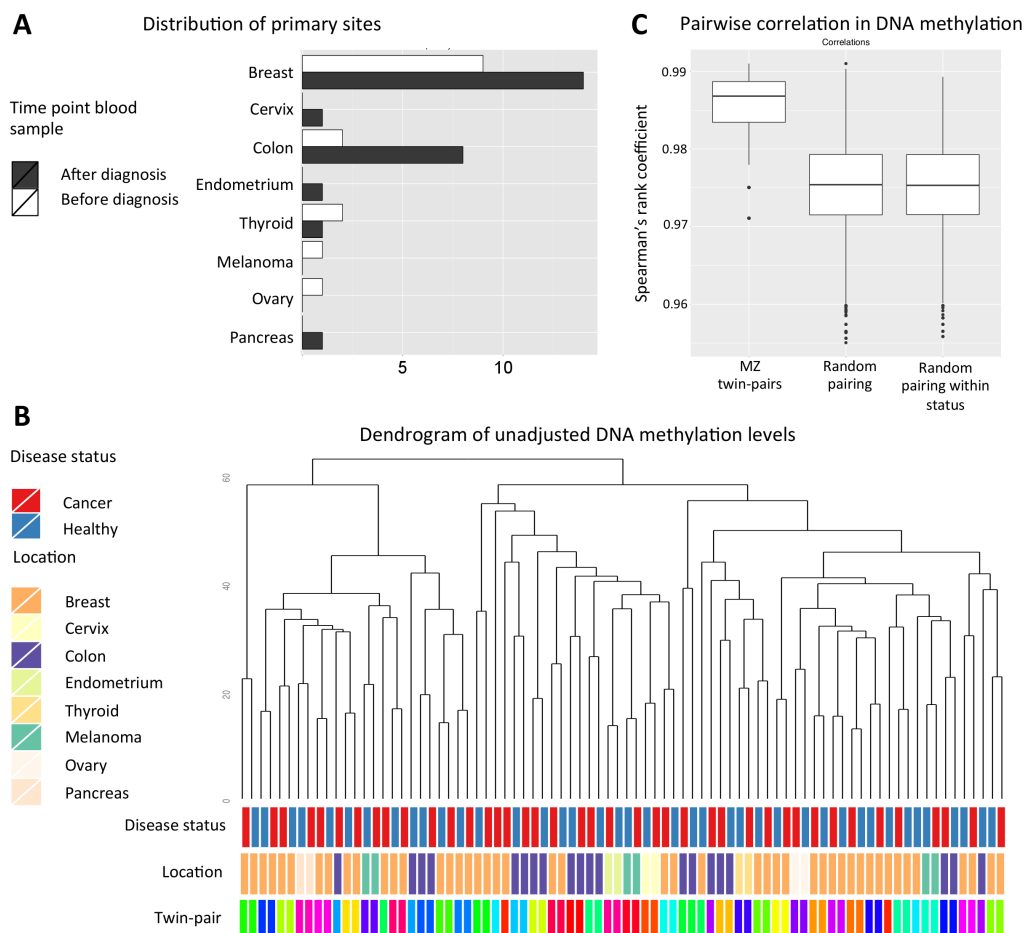 A
Distribution of primary sites
Time point blood
sample
After diagnosis
Before diagnosis
Breast
Cervix
Colon
Endometrium
Thyroid
Melanoma
Ovary
Pancreas
5
10
C
Pairwise correlation in DNA methylation
Correlations
Spearman's rank coefficient
0.99
0.98
0.97
0.96
MZ
twin-pairs
Random
pairing
Random
pairing within
status
B
Dendrogram of unadjusted DNA methylation levels
Disease status
Cancer
Healthy
Location
Breast
Cervix
Colon
Endometrium
Thyroid
Melanoma
Ovary
Pancreas
60
40
20
0
Disease status
Location
Twin-pair